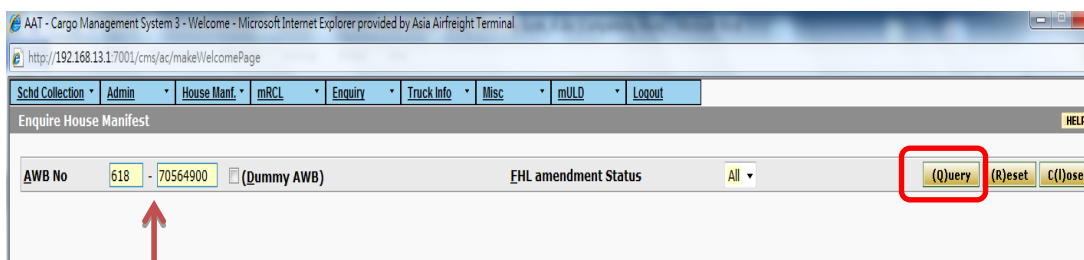 AAT - Cargo Management System 3 - Welcome - Microsoft Internet Explorer provided by Asia Airfreight Terminal
http://192.168.13.1:7001/cms/ac/makeWelcomePage
Schd Collection Admin House Manf. mRCL Enquiry Truck Info Misc mULD Logout
Enquire House Manifest HELP
AWB No 618 - 70564900 (Dummy AWB) FHL amendment Status All (Q)uery (R)eset C(l)ose